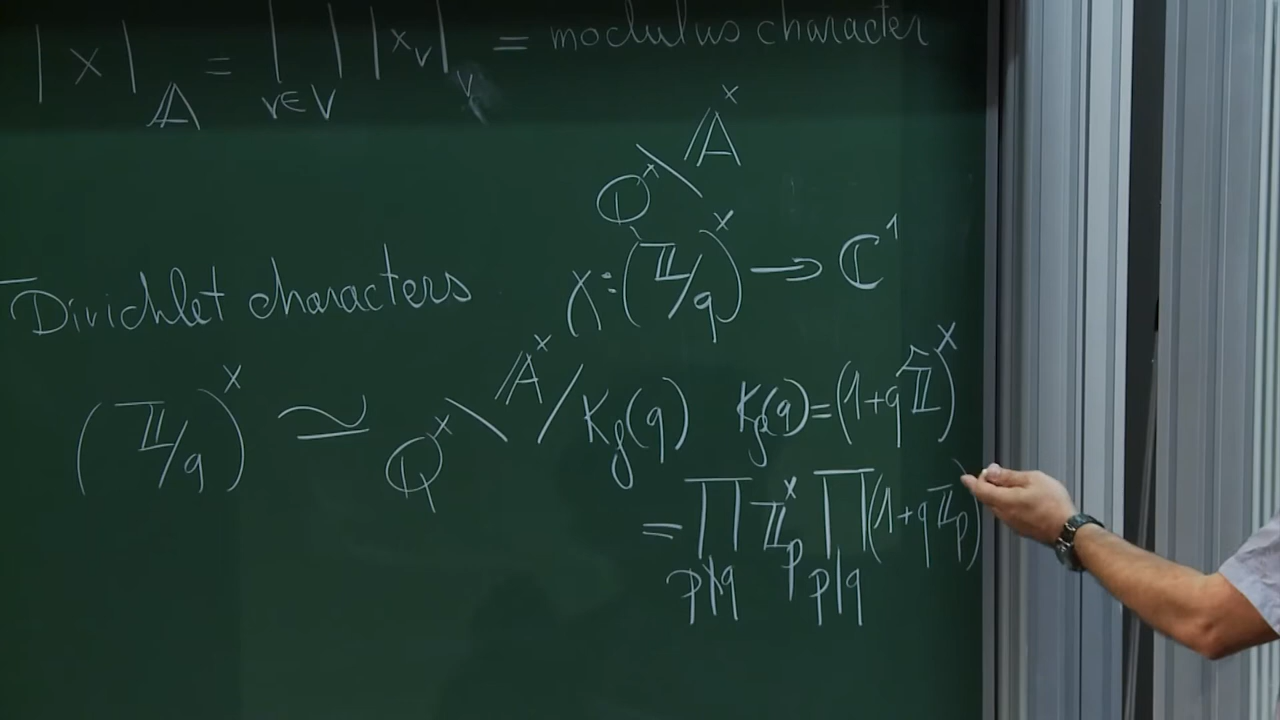 |x|_𝔸 = ∏_{v∈V} |x_v|_v = modulus character
ℚ^× \ 𝔸^×
Dirichlet characters χ: (ℤ/q)^× → ℂ^1
(ℤ/q)^× ≃ ℚ^× \ 𝔸^× / K_f(q) K_f(q) = (1+qẐ)^×
= ∏_{p∤q} ℤ_p^× ∏_{p|q} (1+qℤ_p)